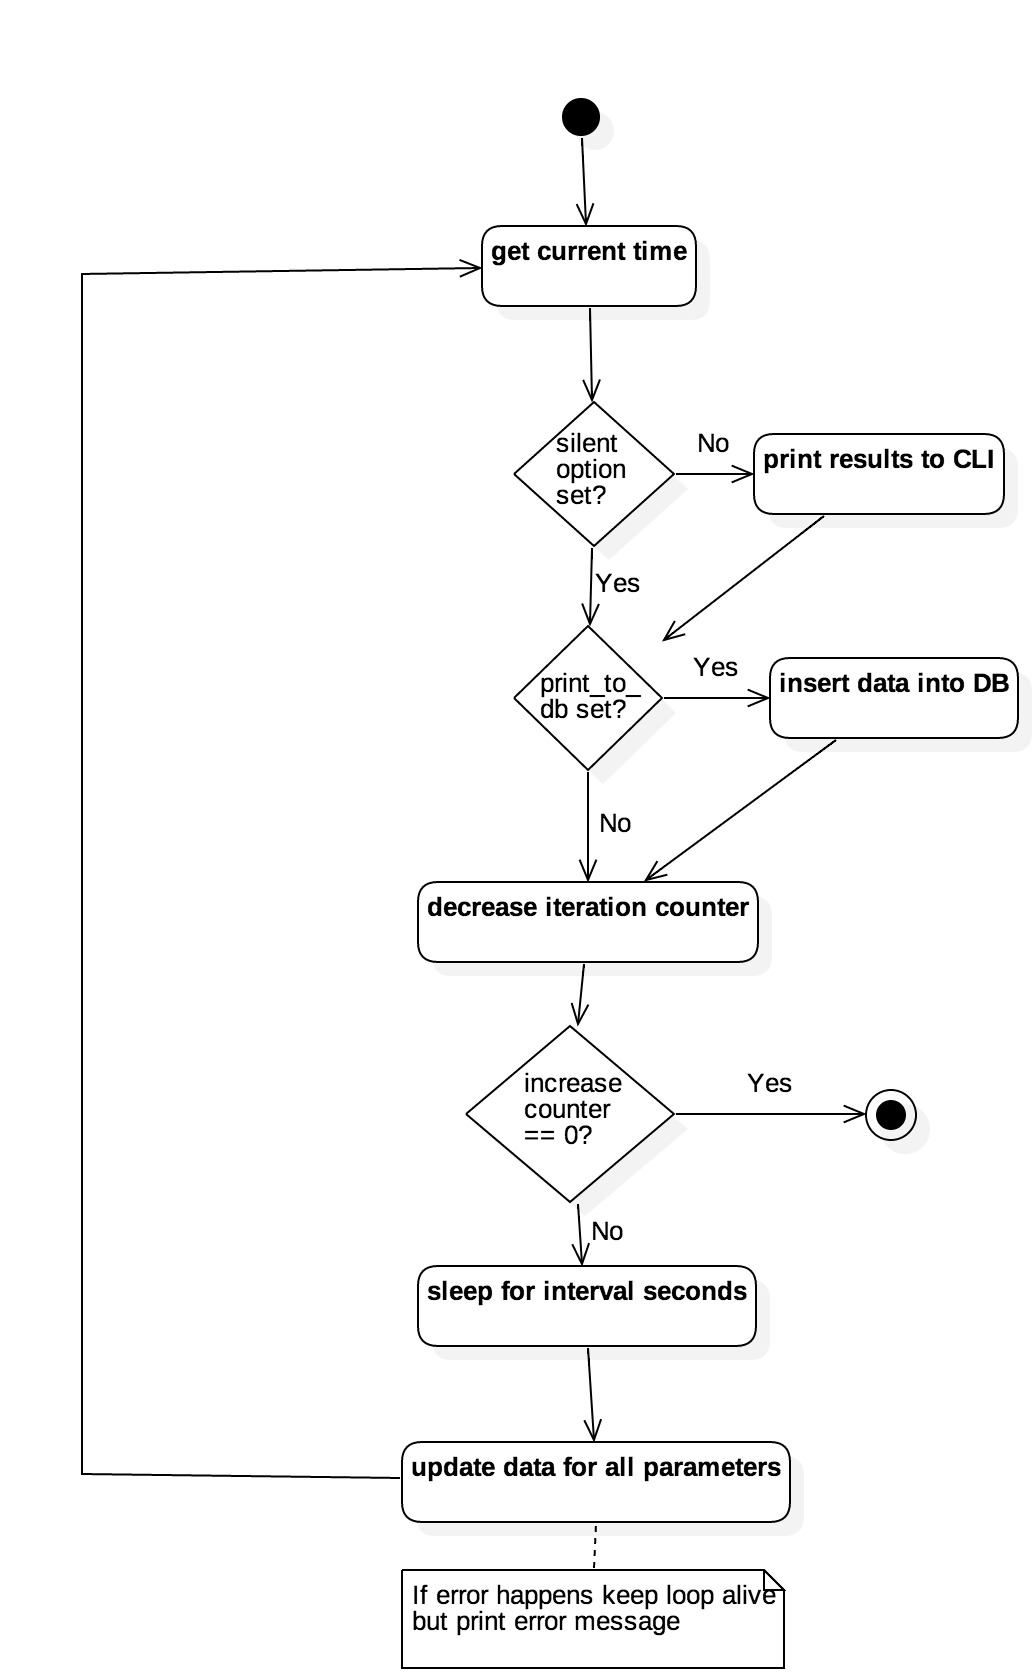 get current time
silent
option
set?
No
print results to CLI
Yes
print_to_
db set?
Yes
insert data into DB
No
decrease iteration counter
increase
counter
== 0?
Yes
No
sleep for interval seconds
update data for all parameters
If error happens keep loop alive
but print error message